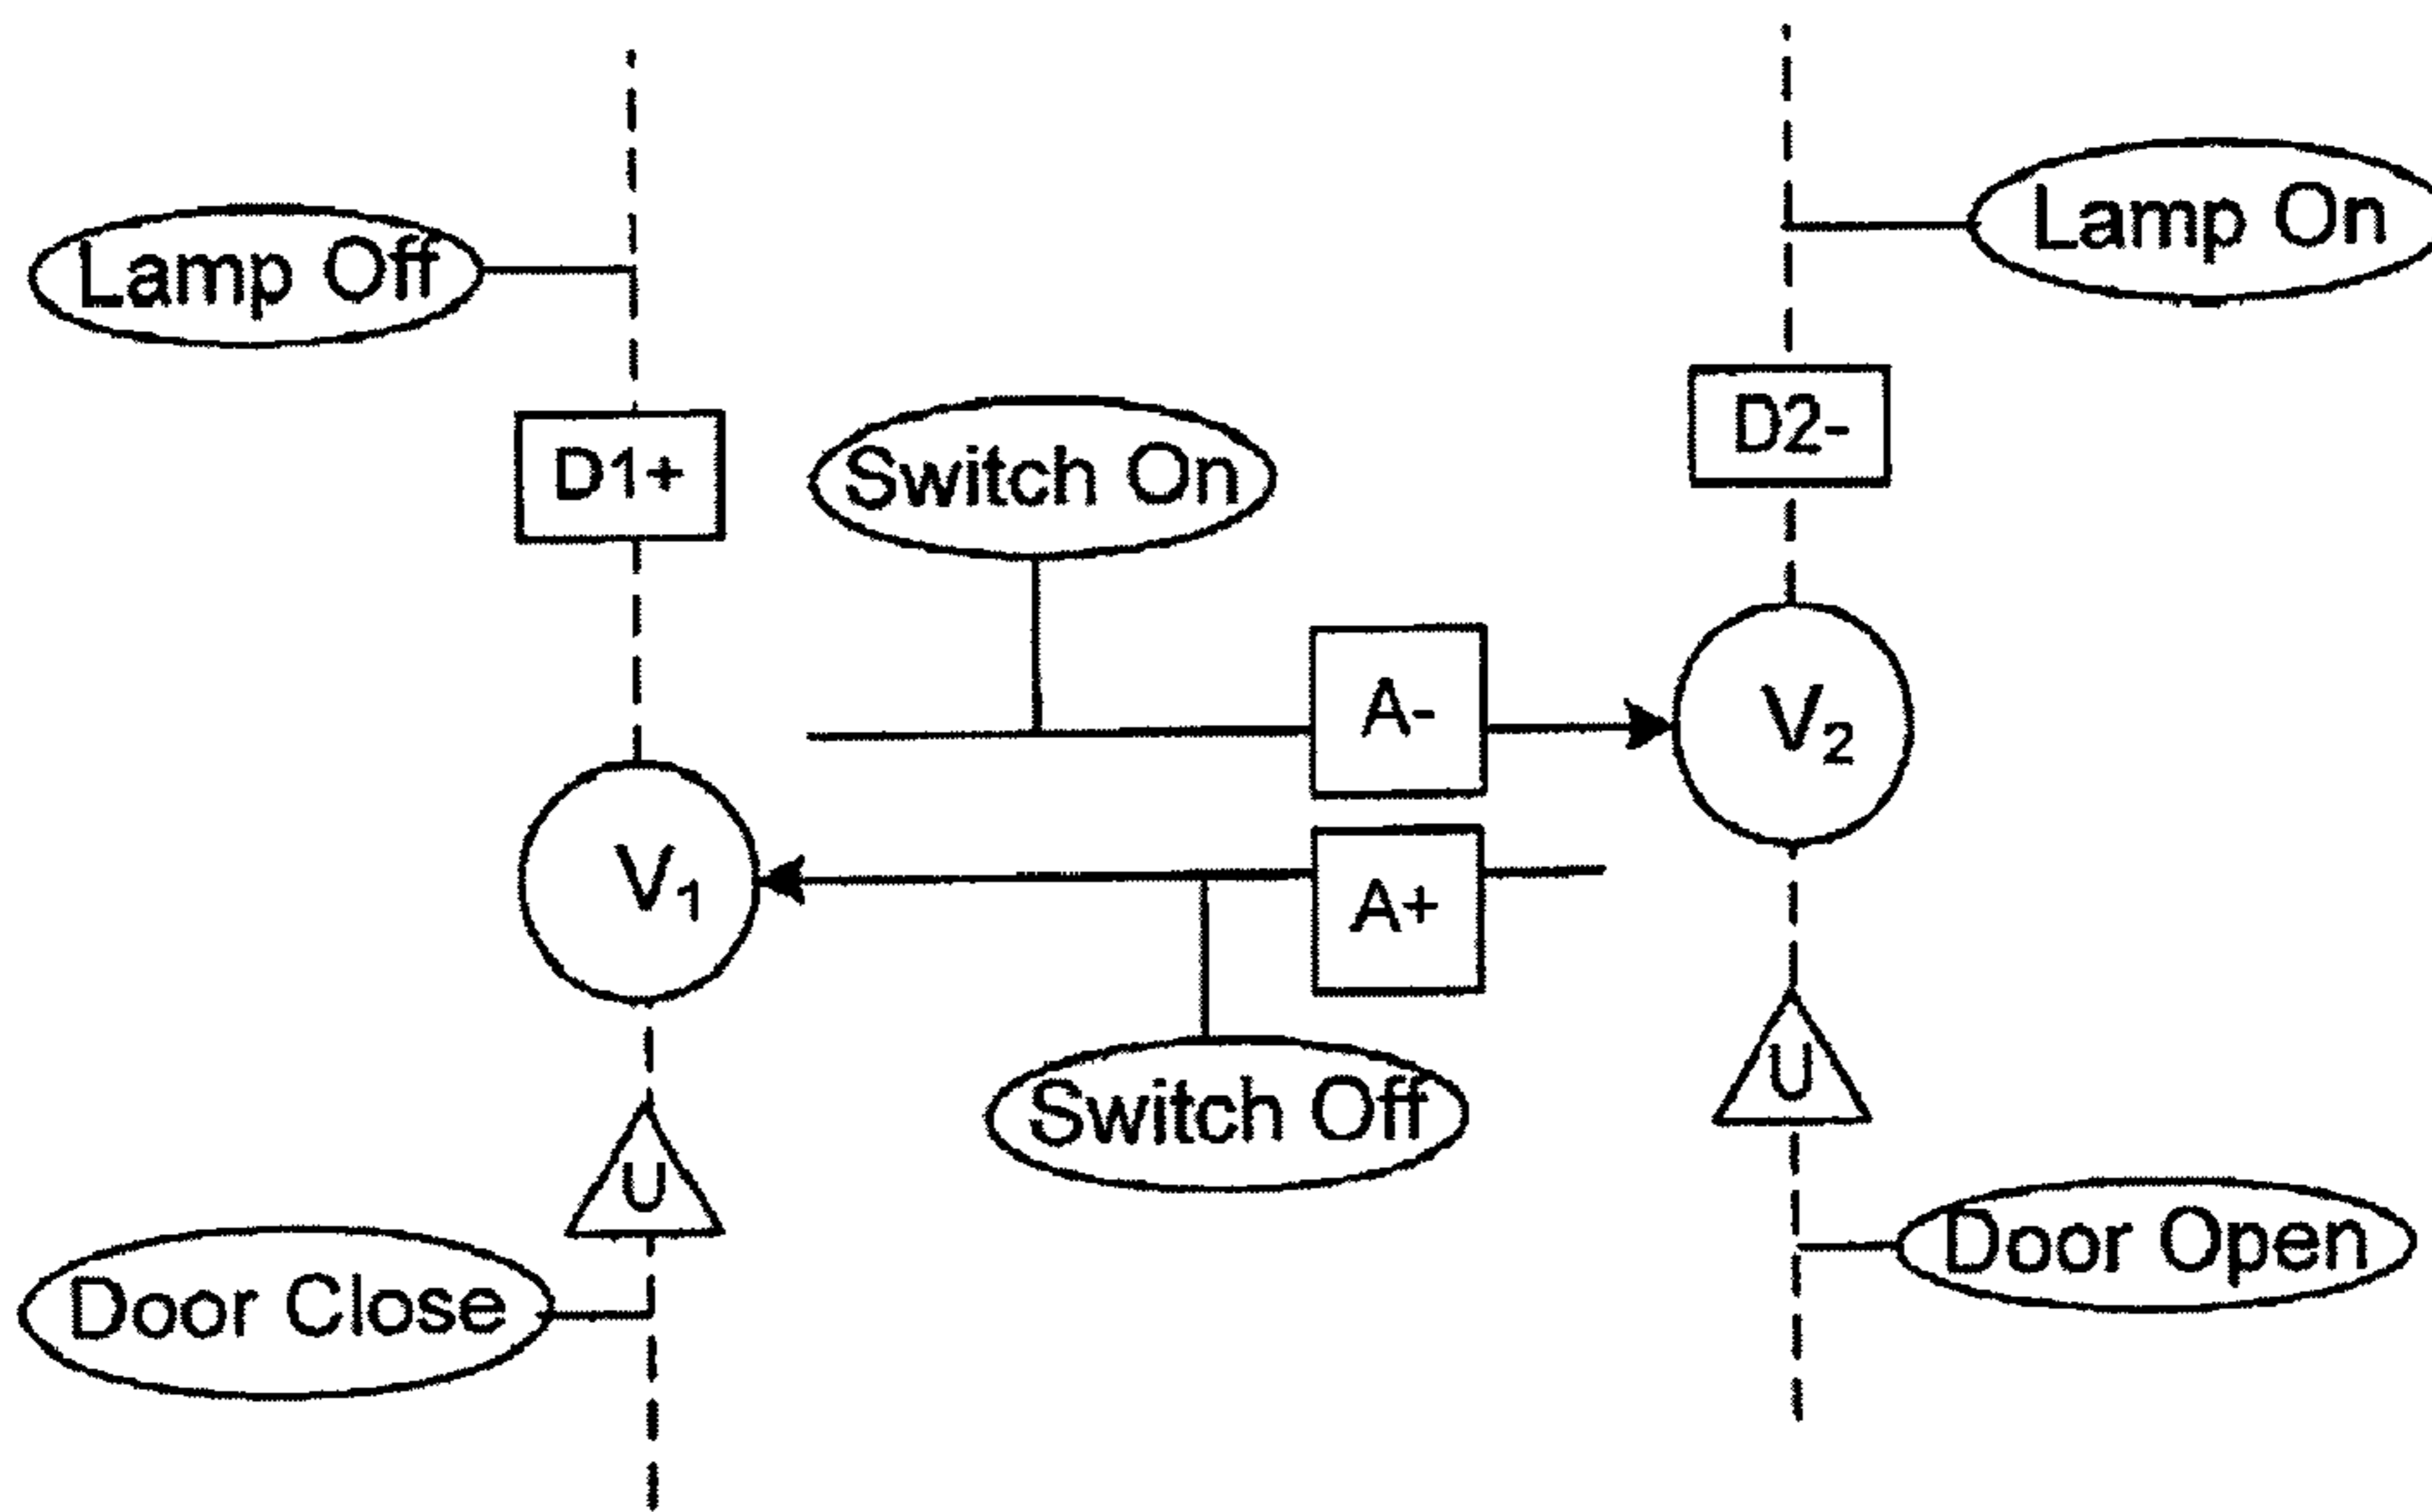 Lamp On
Lamp Off
D2-
D1+
Switch On
A-
V₂
V₁
A+
U
Switch Off
U
Door Open
Door Close